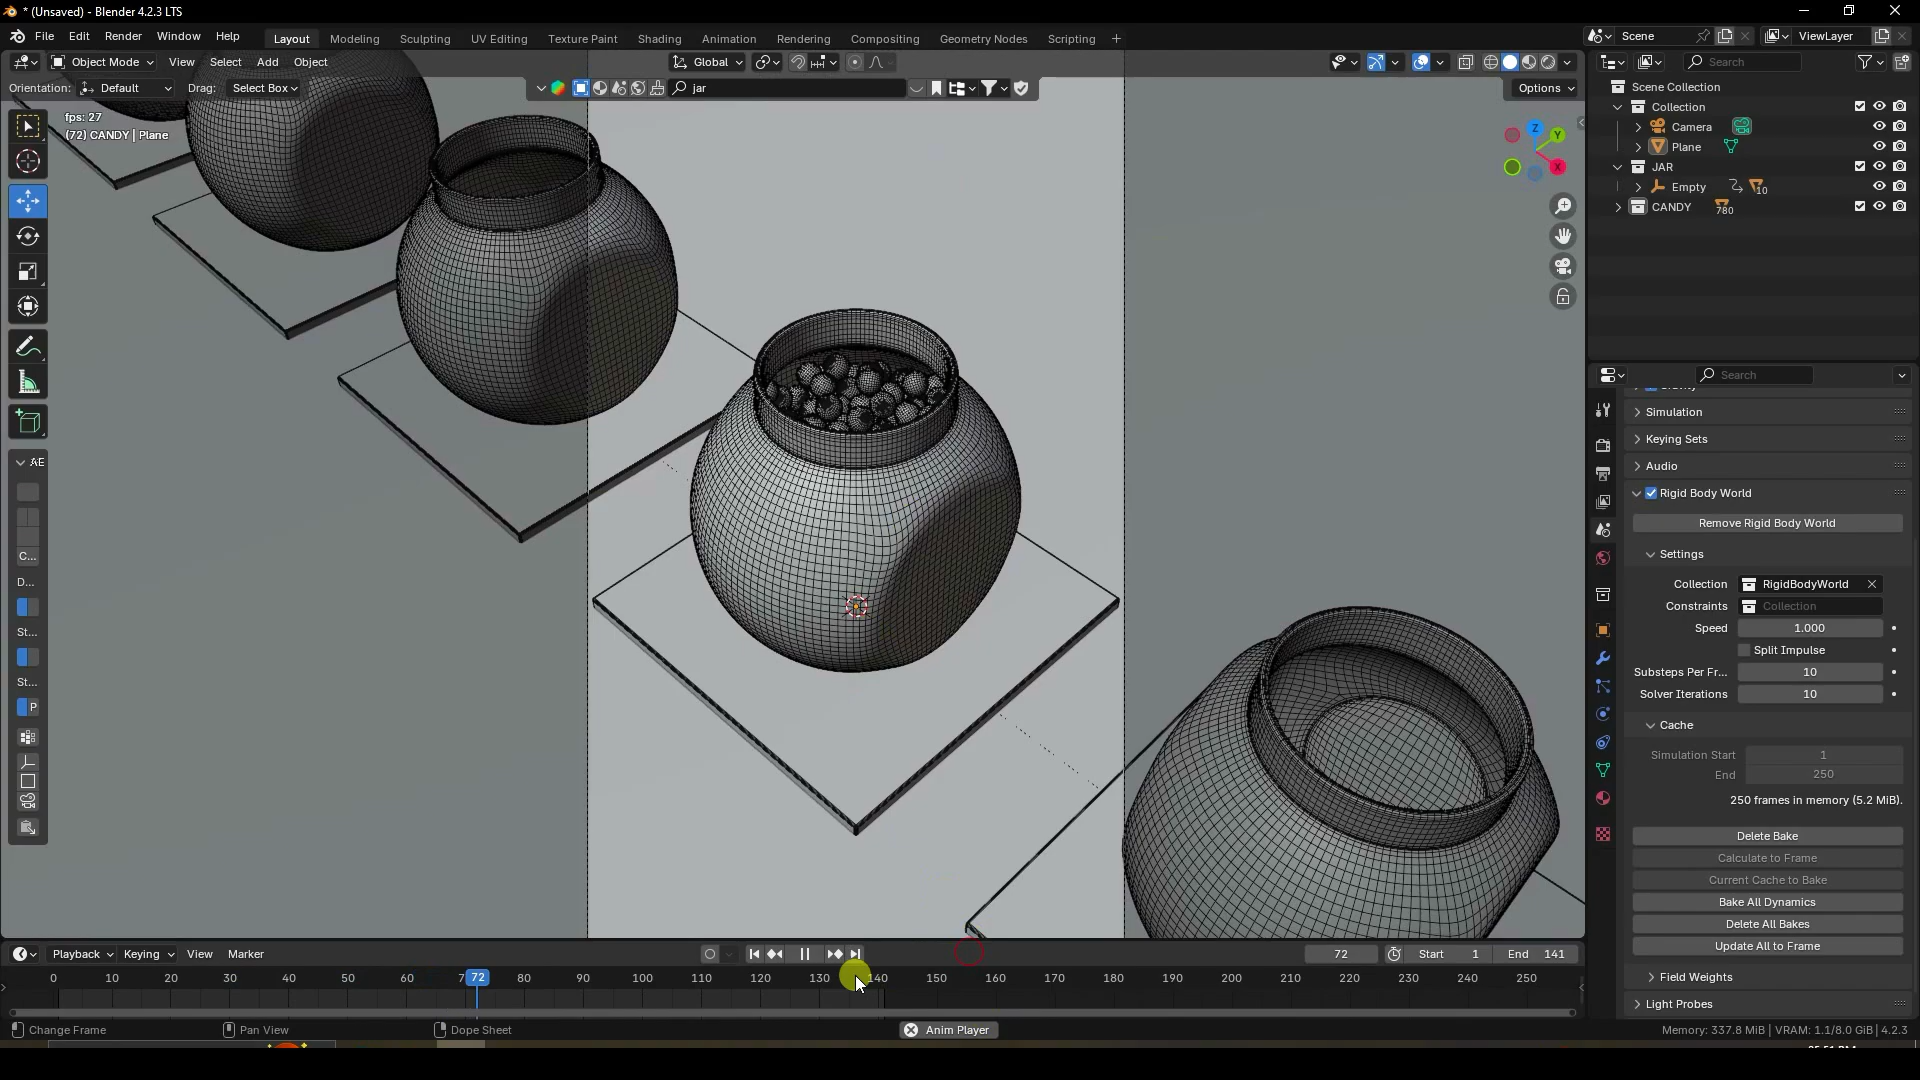 * (Unsaved) - Blender 4.2.3 LTS
File Edit Render Window Help Layout Modeling Sculpting UV Editing Texture Paint Shading Animation Rendering Compositing Geometry Nodes Scripting + Scene ViewLayer
Object Mode View Select Add Object Global Search
Orientation: Default Drag: Select Box jar Options
fps: 27
(72) CANDY | Plane
Z
Y
X
Scene Collection
Collection
Camera
Plane
JAR
Empty 10
CANDY 780
AE
C...
D...
St...
St...
P
Search
Simulation
Keying Sets
Audio
Rigid Body World
Remove Rigid Body World
Settings
Collection RigidBodyWorld
Constraints Collection
Speed 1.000
Split Impulse
Substeps Per Fr... 10
Solver Iterations 10
Cache
Simulation Start 1
End 250
250 frames in memory (5.2 MiB).
Delete Bake
Calculate to Frame
Current Cache to Bake
Bake All Dynamics
Delete All Bakes
Update All to Frame
Field Weights
Light Probes
Playback Keying View Marker 72 Start 1 End 141
0 10 20 30 40 50 60 7 72 80 90 100 110 120 130 140 150 160 170 180 190 200 210 220 230 240 250
Change Frame Pan View Dope Sheet Anim Player Memory: 337.8 MiB | VRAM: 1.1/8.0 GiB | 4.2.3